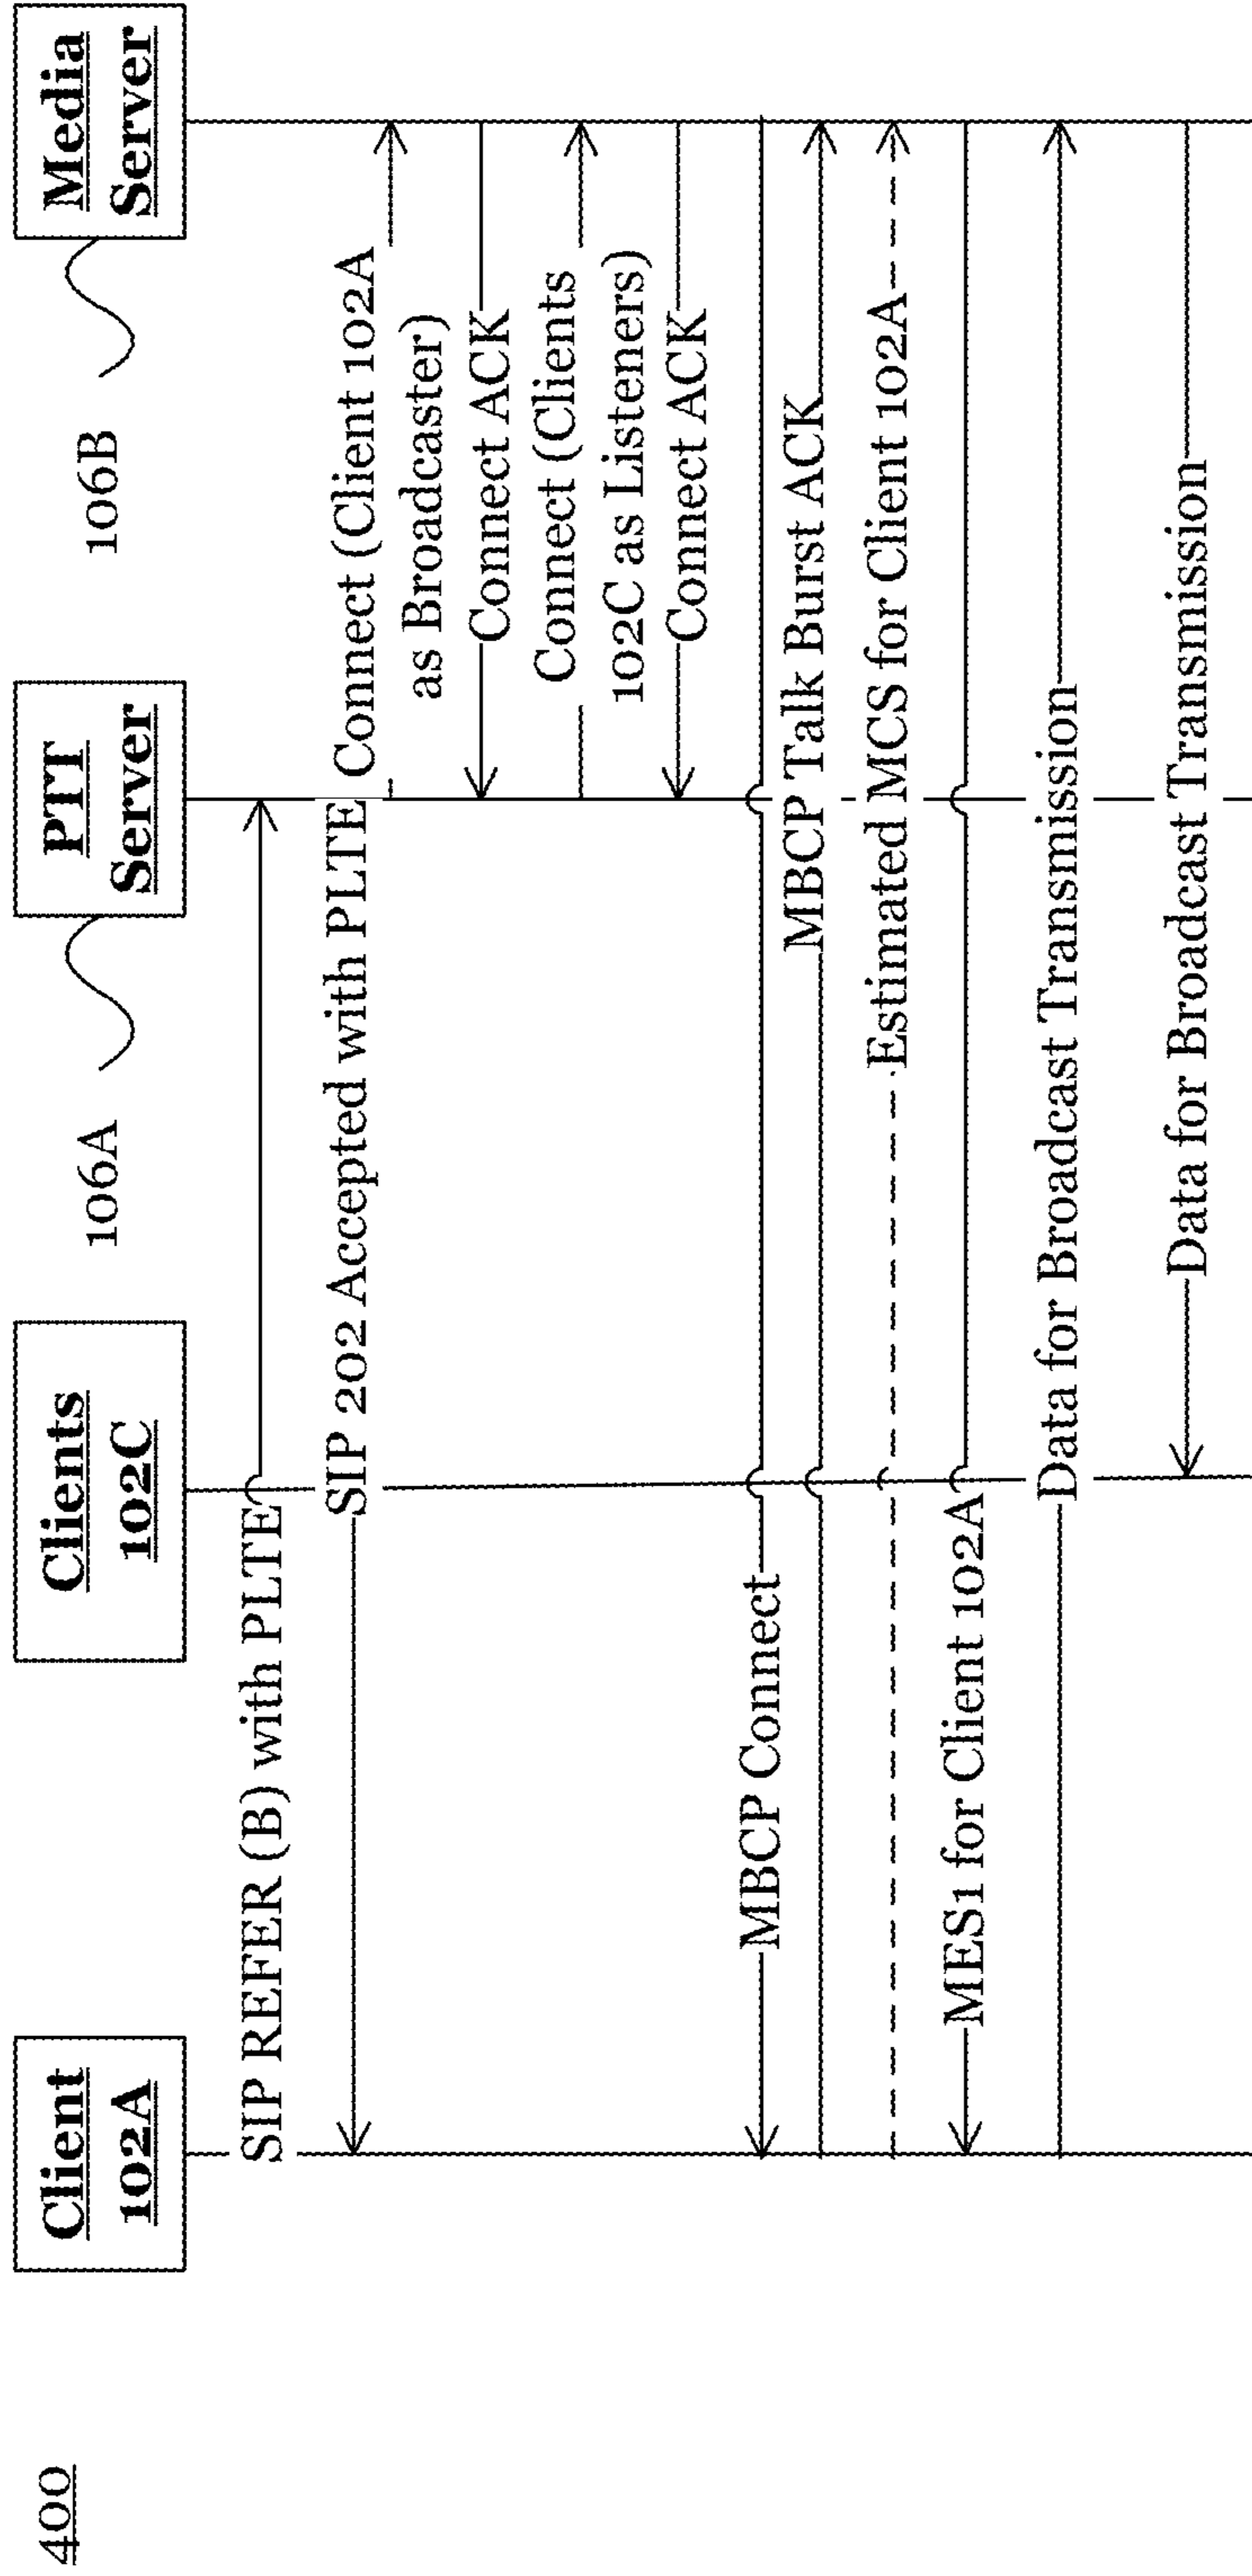 400
Client
102A
Clients
102C
106A
PTT
Server
106B
Media
Server
SIP REFER (B) with PLTE
SIP 202 Accepted with PLTE
Connect (Client 102A
as Broadcaster)
Connect ACK
Connect (Clients
102C as Listeners)
Connect ACK
MBCP Connect
MBCP Talk Burst ACK
Estimated MCS for Client 102A
MES1 for Client 102A
Data for Broadcast Transmission
Data for Broadcast Transmission